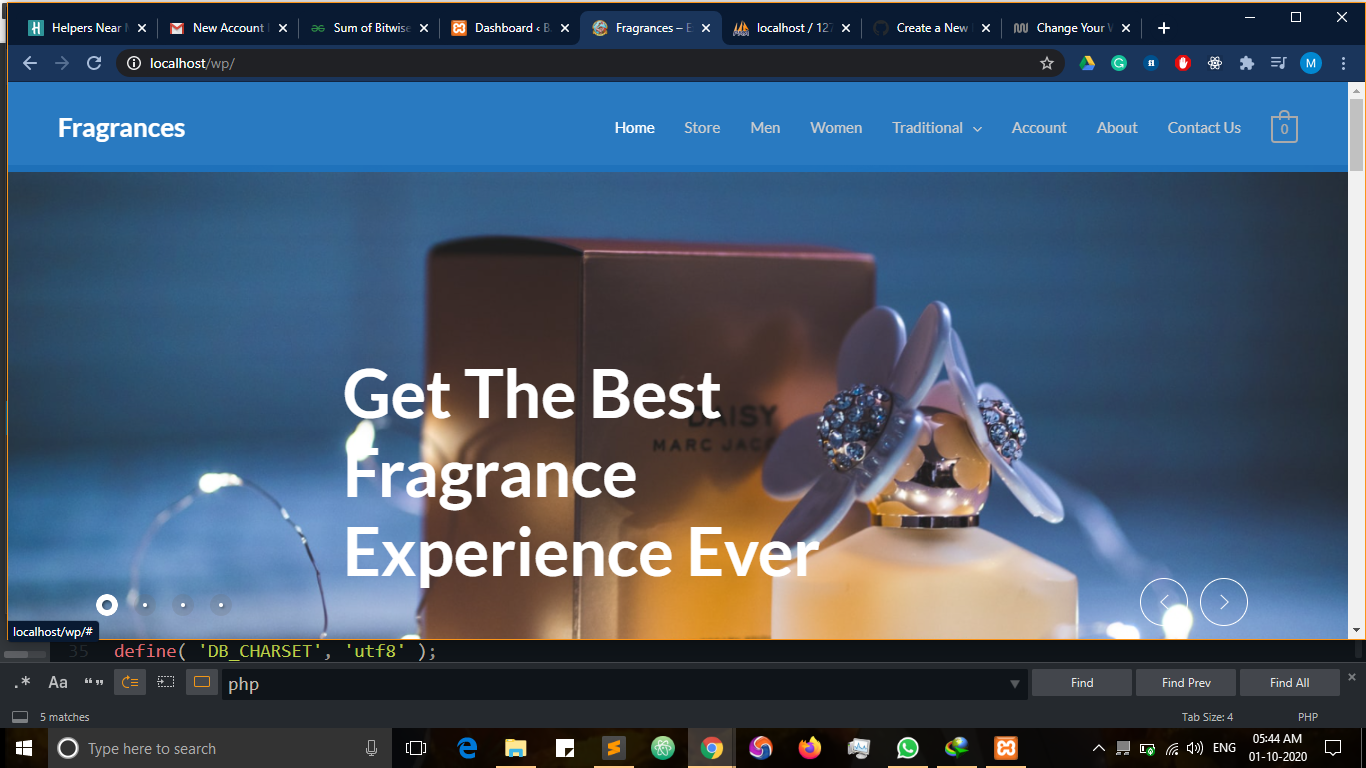 Helpers Near
New Account
Sum of Bitwise
Dashboard ‹ B
Fragrances – E
localhost / 127
Create a New
Change Your W
localhost/wp/
M
Fragrances
Home Store Men Women Traditional Account About Contact Us 0
DAISY
MARC JAC
Get The Best
Fragrance
Experience Ever
localhost/wp/#
35 define( 'DB_CHARSET', 'utf8' );
.* Aa “” php Find Find Prev Find All
5 matches Tab Size: 4 PHP
Type here to search
ENG
05:44 AM
01-10-2020